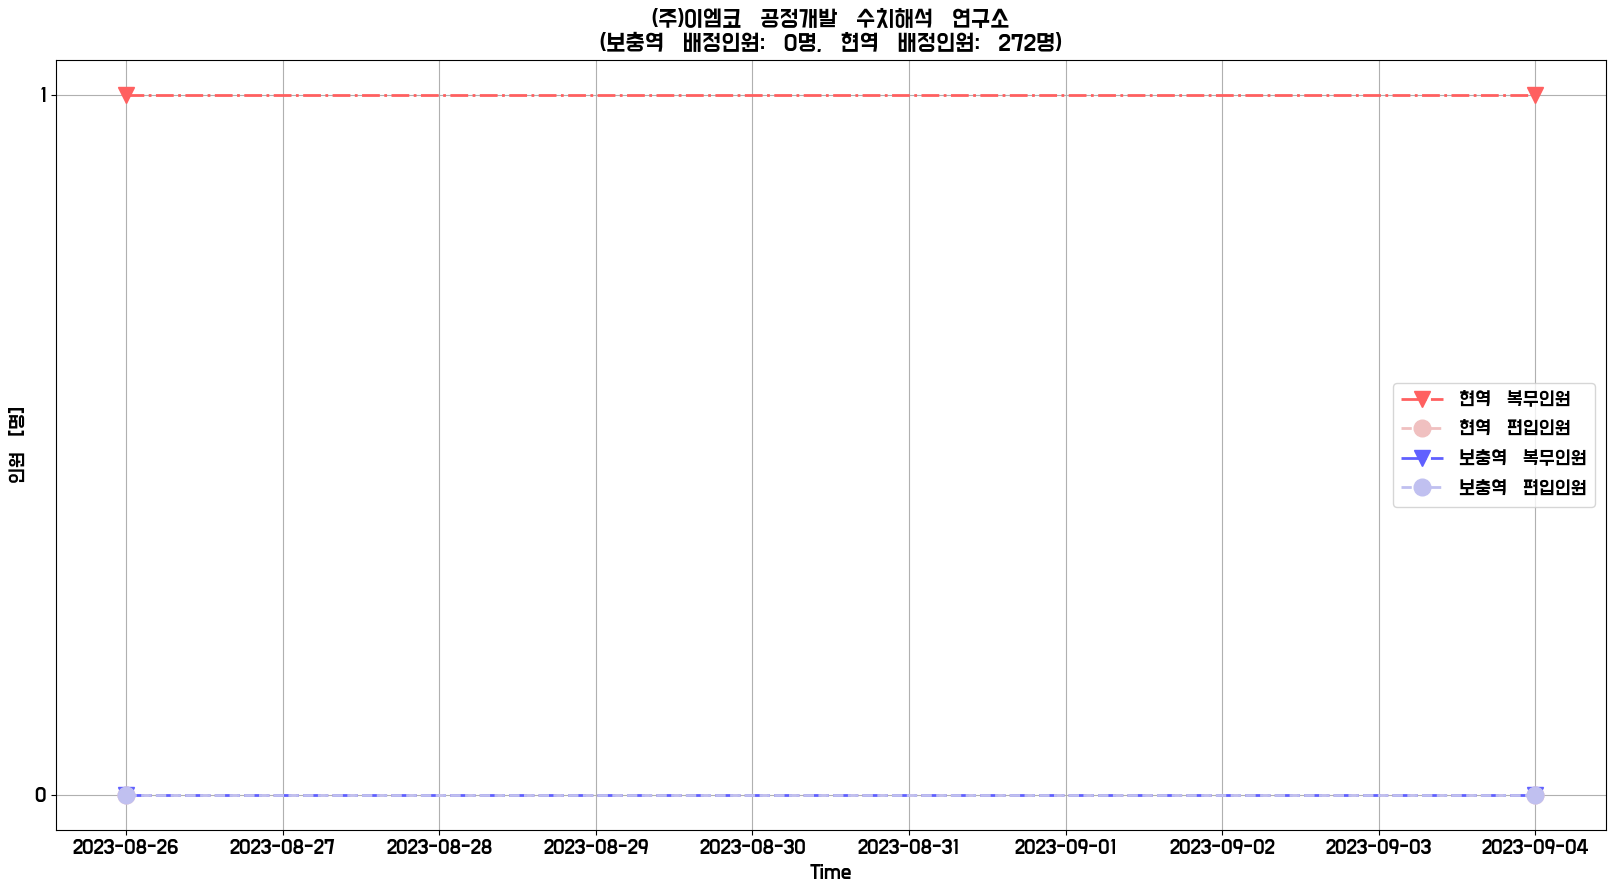 (주)이엠코 공정개발 수치해석 연구소
(보충역 배정인원: 0명, 현역 배정인원: 272명)
인원 [명]
1
0
현역 복무인원
현역 편입인원
보충역 복무인원
보충역 편입인원
2023-08-26 2023-08-27 2023-08-28 2023-08-29 2023-08-30 2023-08-31 2023-09-01 2023-09-02 2023-09-03 2023-09-04
Time